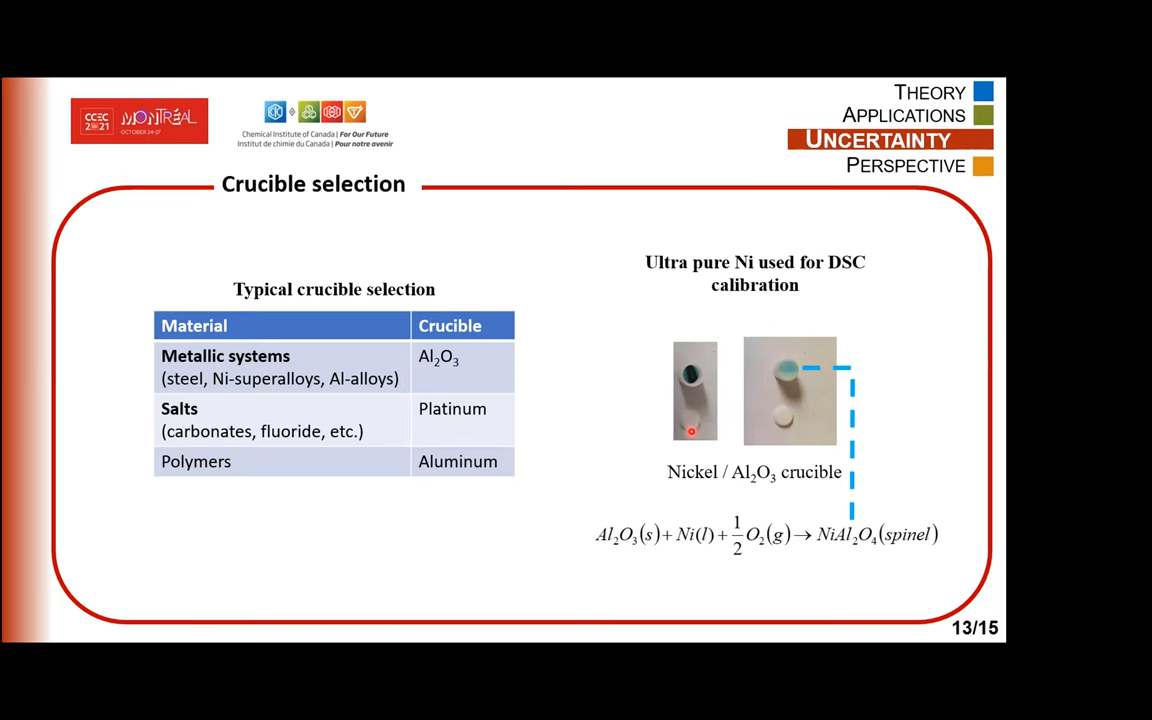 CCEC
2021
MONTRÉAL
OCTOBER 24-27
Chemical Institute of Canada | For Our Future
Institut de chimie du Canada | Pour notre avenir
THEORY
APPLICATIONS
UNCERTAINTY
PERSPECTIVE
Crucible selection
Typical crucible selection
Material Crucible
Metallic systems Al₂O₃
(steel, Ni-superalloys, Al-alloys)
Salts Platinum
(carbonates, fluoride, etc.)
Polymers Aluminum
Ultra pure Ni used for DSC
calibration
Nickel / Al₂O₃ crucible
Al₂O₃(s) + Ni(l) + 1/2 O₂(g) → NiAl₂O₄(spinel)
13/15